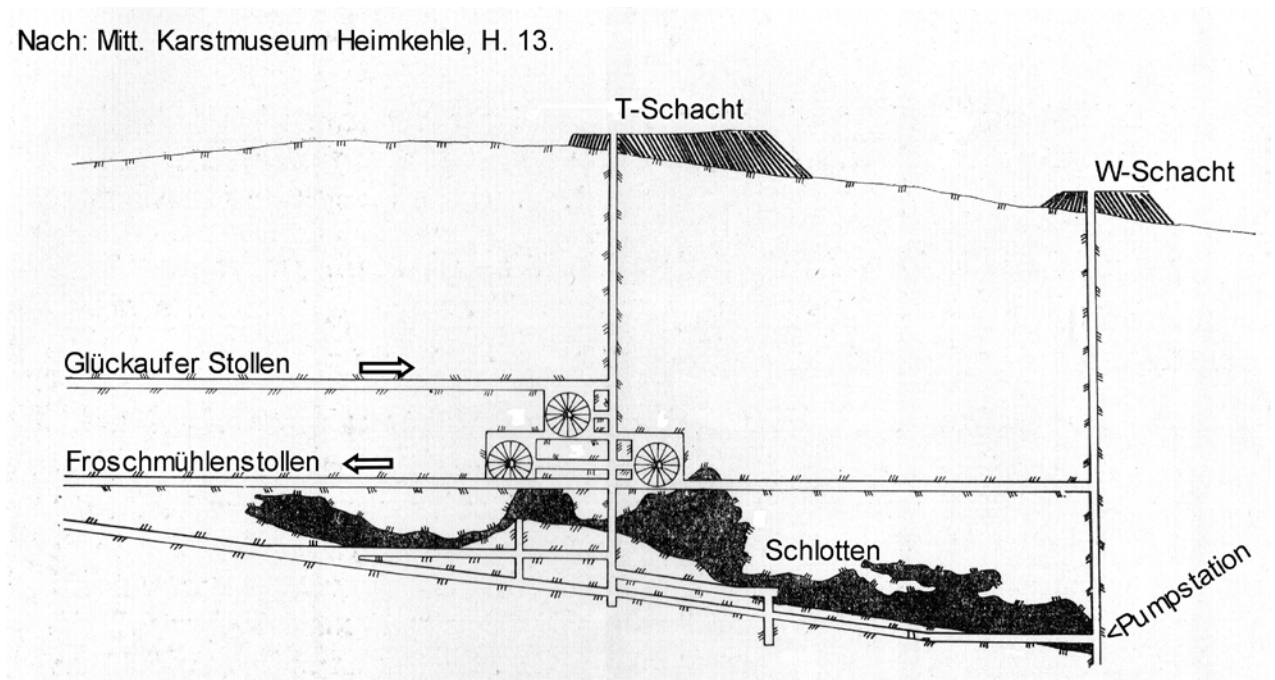 Nach: Mitt. Karstmuseum Heimkehle, H. 13.
T-Schacht
W-Schacht
Glückaufer Stollen
Froschmühlenstollen
Schlotten
<Pumpstation